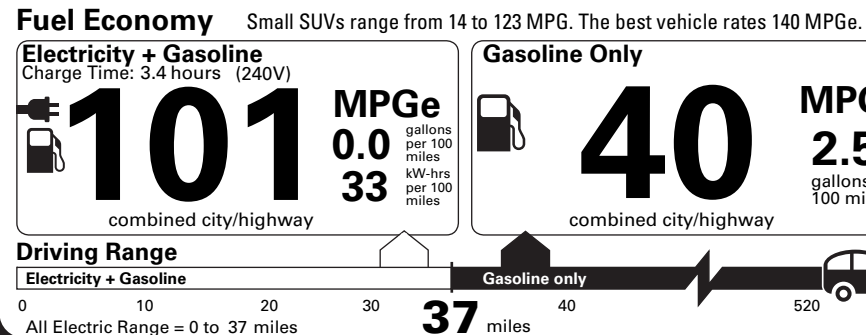 Fuel Economy Small SUVs range from 14 to 123 MPG. The best vehicle rates 140 MPGe.
Electricity + Gasoline
Charge Time: 3.4 hours (240V)
101
MPGe
0.0 gallons per 100 miles
33 kW-hrs per 100 miles
combined city/highway
Gasoline Only
40
2.5
combined city/highway
Driving Range
Electricity + Gasoline Gasoline only
0 10 20 30 40 520
All Electric Range = 0 to 37 miles
37 miles